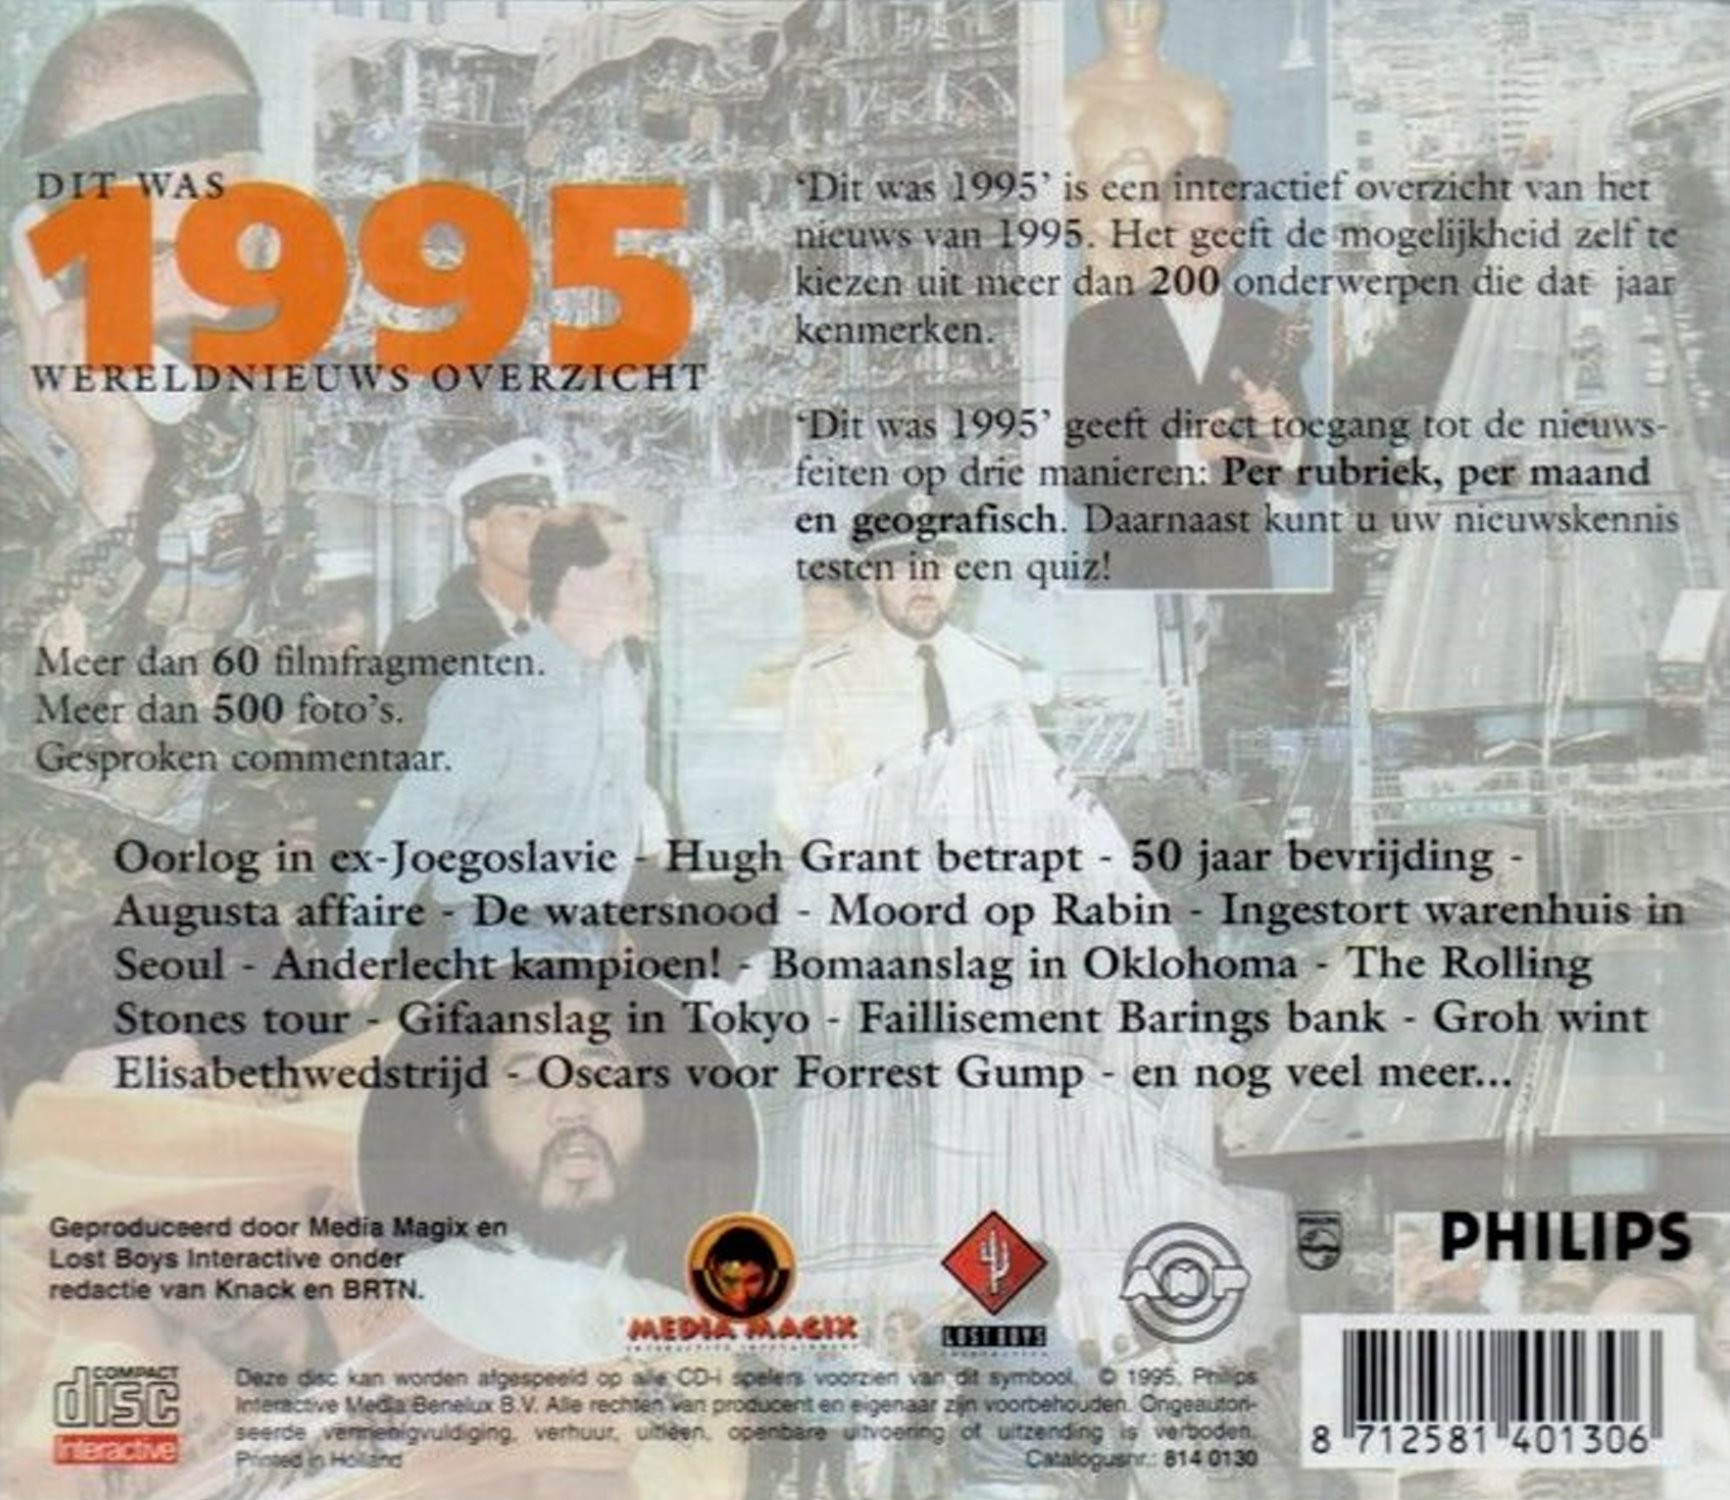 DIT WAS
1995
WERELDNIEUWS OVERZICHT
‘Dit was 1995’ is een interactief overzicht van het
nieuws van 1995. Het geeft de mogelijkheid zelf te
kiezen uit meer dan 200 onderwerpen die dat jaar
kenmerken.
‘Dit was 1995’ geeft direct toegang tot de nieuws-
feiten op drie manieren: Per rubriek, per maand
en geografisch. Daarnaast kunt u uw nieuwskennis
testen in een quiz!
Meer dan 60 filmfragmenten.
Meer dan 500 foto’s.
Gesproken commentaar.
Oorlog in ex-Joegoslavie - Hugh Grant betrapt - 50 jaar bevrijding -
Augusta affaire - De watersnood - Moord op Rabin - Ingestort warenhuis in
Seoul - Anderlecht kampioen! - Bomaanslag in Oklohoma - The Rolling
Stones tour - Gifaanslag in Tokyo - Faillisement Barings bank - Groh wint
Elisabethwedstrijd - Oscars voor Forrest Gump - en nog veel meer...
Geproduceerd door Media Magix en
Lost Boys Interactive onder
redactie van Knack en BRTN.
MEDIA MAGIX
LOST BOYS
PHILIPS
COMPACT
disc
Interactive
Deze disc kan worden afgespeeld op alle CD-i spelers voorzien van dit symbool. © 1995, Philips
Interactive Media Benelux B.V. Alle rechten van producent en eigenaar zijn voorbehouden. Ongeautori-
seerde vermenigvuldiging, verhuur, uitleen, openbare uitvoering of uitzending is verboden.
Printed in Holland
Catalogusnr.: 814 0130
8 712581 401306